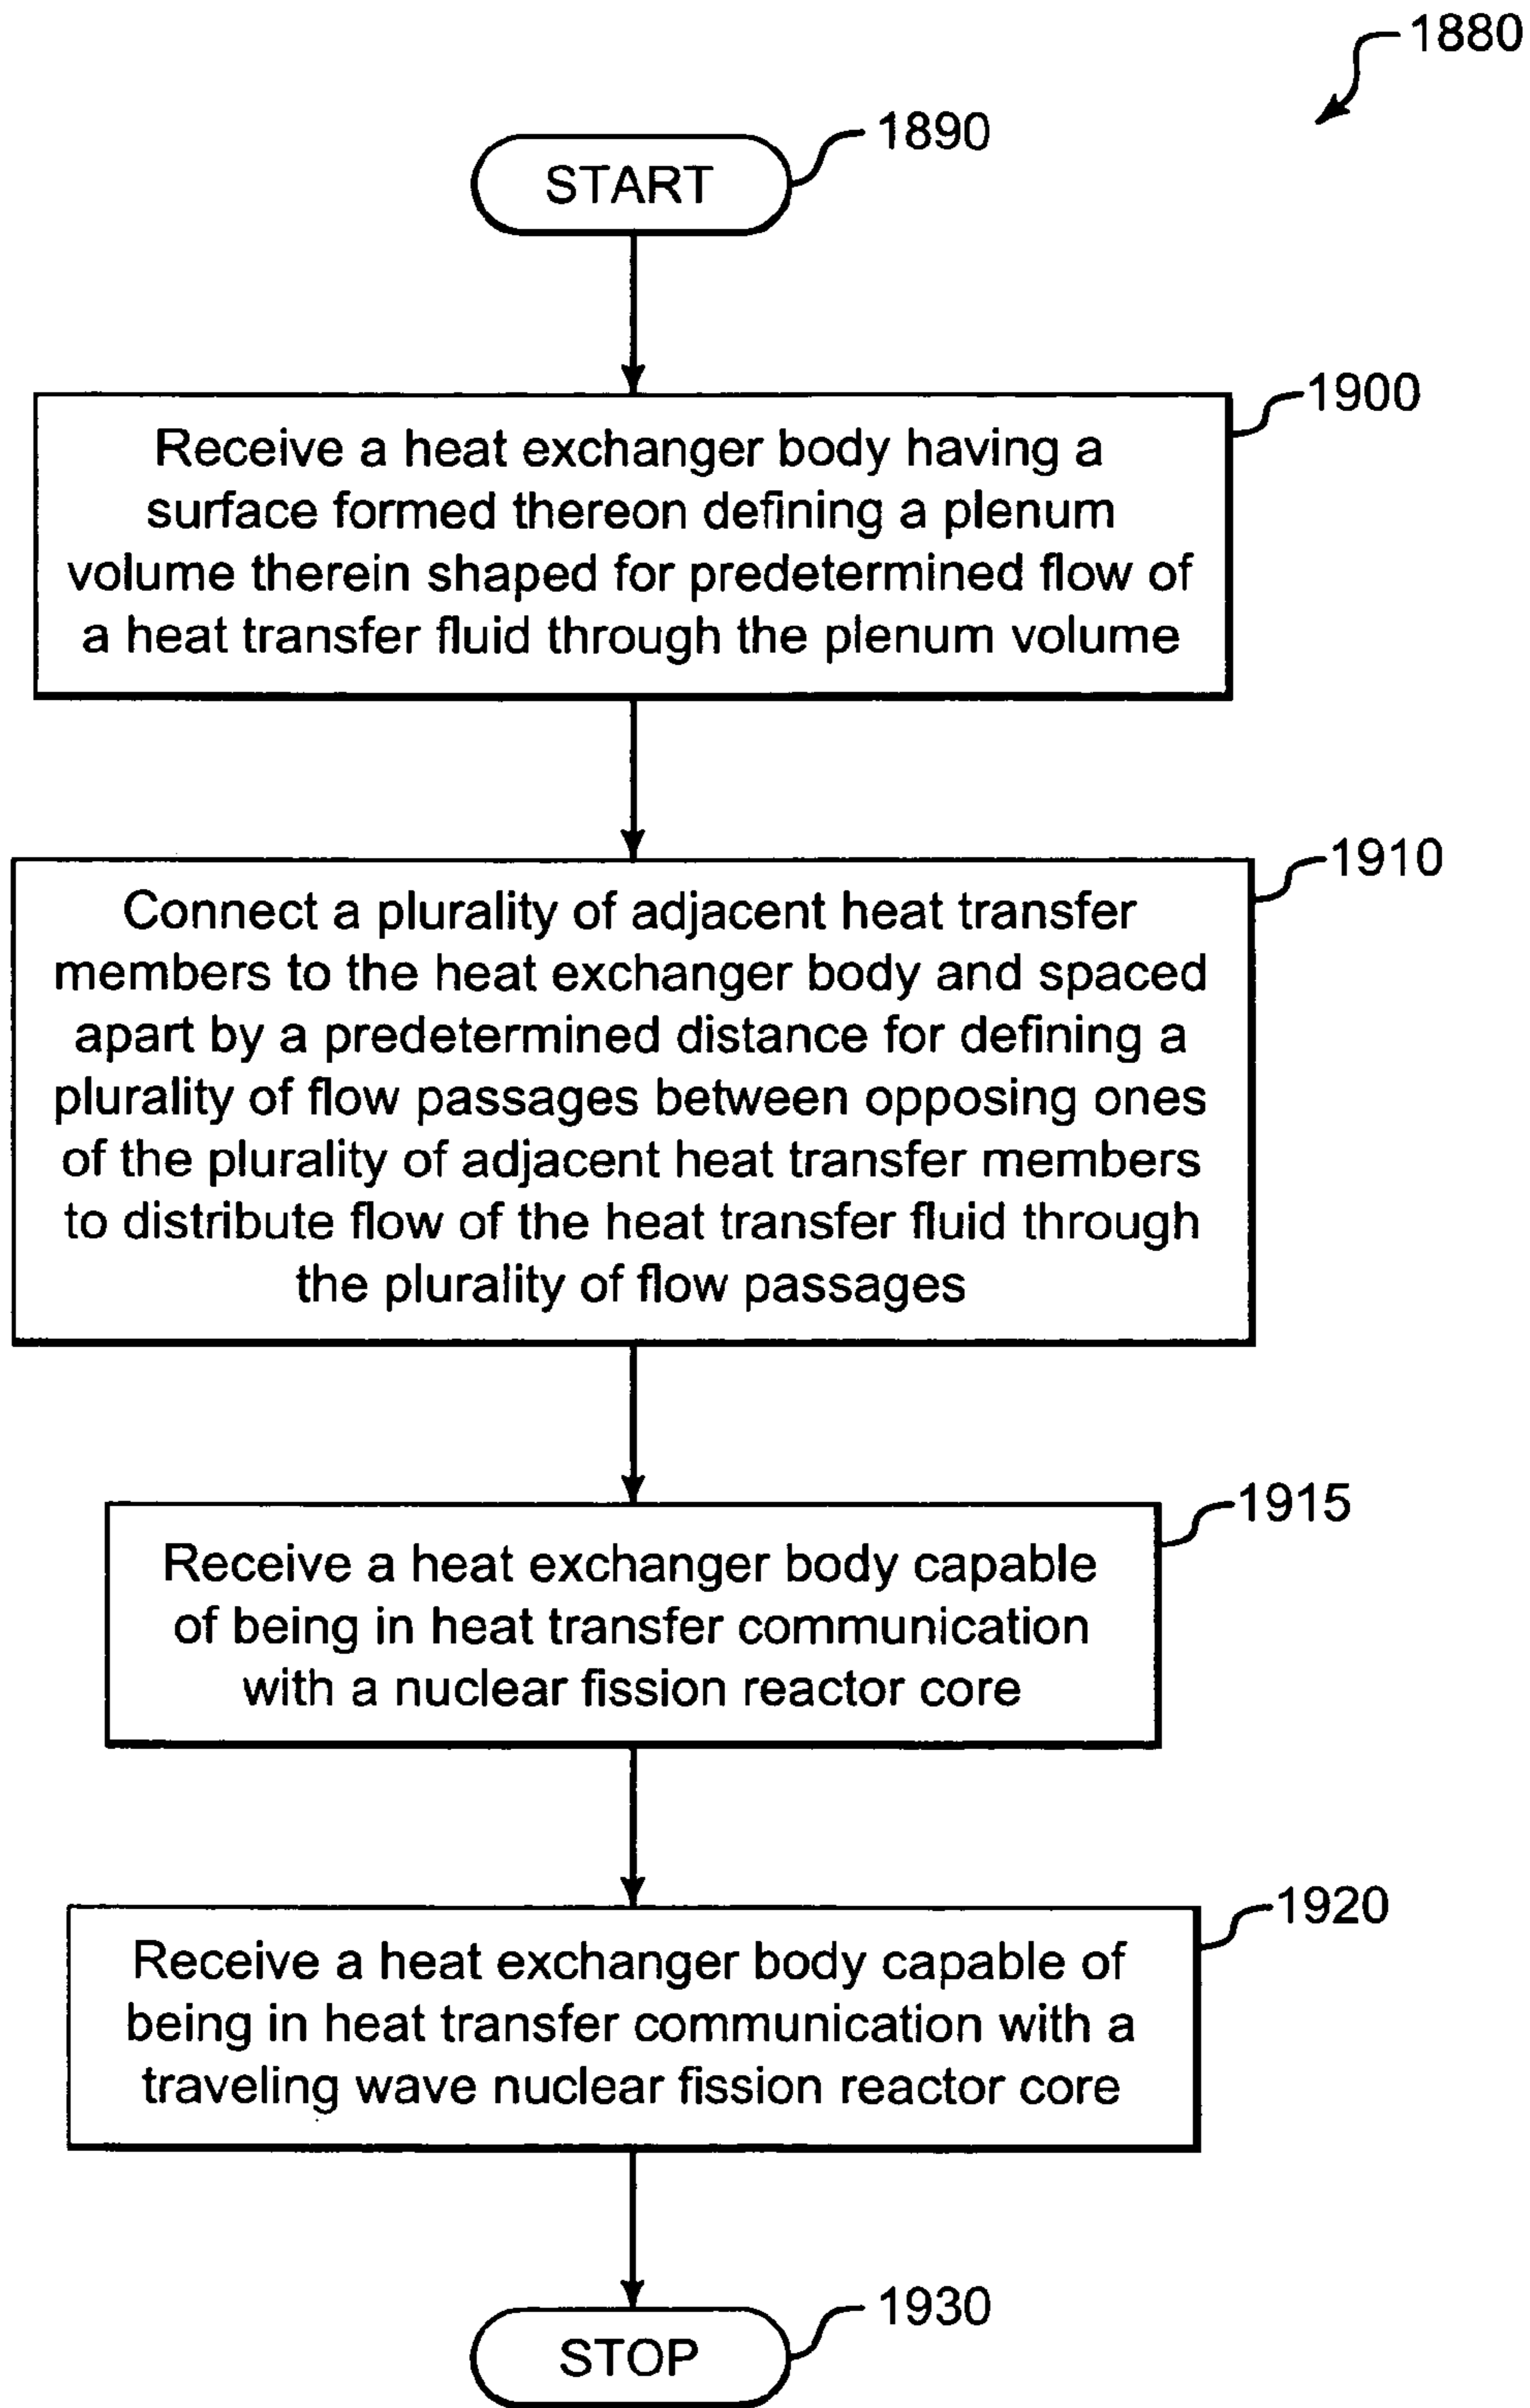 1880
1890
START
1900
Receive a heat exchanger body having a
surface formed thereon defining a plenum
volume therein shaped for predetermined flow of
a heat transfer fluid through the plenum volume
1910
Connect a plurality of adjacent heat transfer
members to the heat exchanger body and spaced
apart by a predetermined distance for defining a
plurality of flow passages between opposing ones
of the plurality of adjacent heat transfer members
to distribute flow of the heat transfer fluid through
the plurality of flow passages
1915
Receive a heat exchanger body capable
of being in heat transfer communication
with a nuclear fission reactor core
1920
Receive a heat exchanger body capable of
being in heat transfer communication with a
traveling wave nuclear fission reactor core
1930
STOP